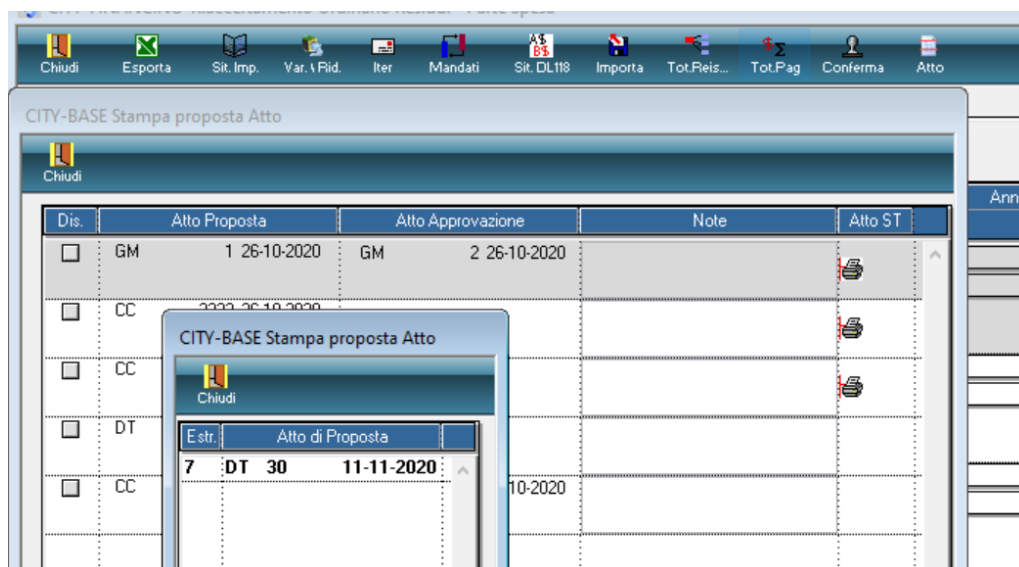 Chiudi Esporta Sit. Imp. Var. \ Rid. Iter Mandati Sit. DL118 Importa Tot.Reis... Tot.Pag Conferma Atto
CITY-BASE Stampa proposta Atto
Chiudi
Ann
Dis. Atto Proposta Atto Approvazione Note Atto ST
GM 1 26-10-2020 GM 2 26-10-2020
CC
CITY-BASE Stampa proposta Atto
CC
Chiudi
DT
Estr. Atto di Proposta
7 DT 30 11-11-2020
CC 10-2020